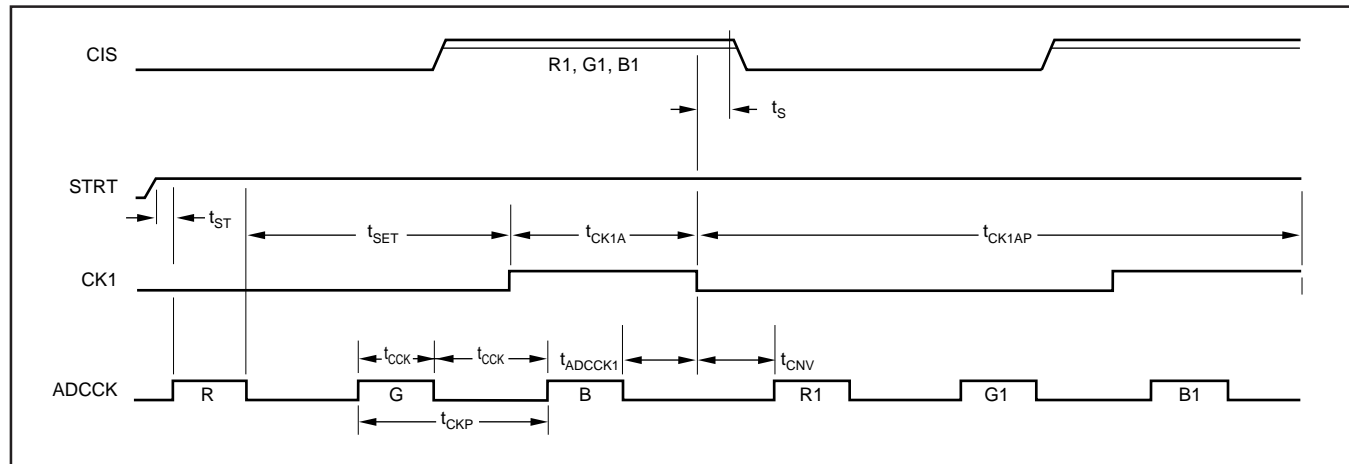 CIS
R1, G1, B1
tS
STRT
tST
tSET
tCK1A
tCK1AP
CK1
tCCK
tCCK
tADCCK1
tCNV
ADCCK
R
G
B
R1
G1
B1
tCKP